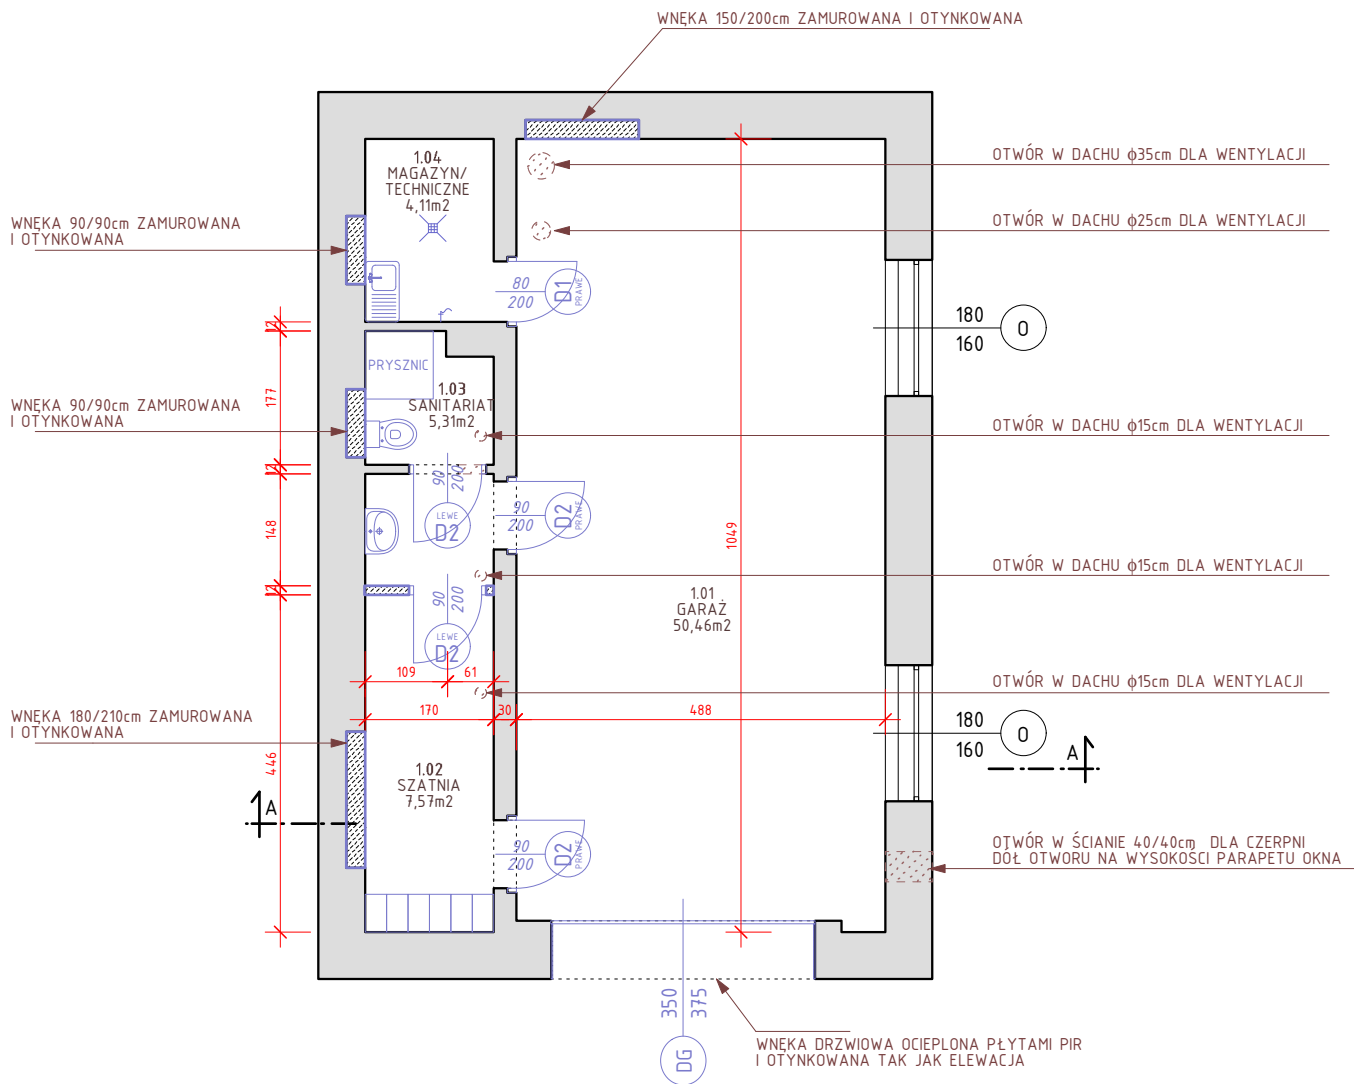 WNĘKA 150/200cm ZAMUROWANA I OTYNKOWANA
OTWÓR W DACHU ϕ35cm DLA WENTYLACJI
1.04
MAGAZYN/
TECHNICZNE
4,11m2
WNĘKA 90/90cm ZAMUROWANA
I OTYNKOWANA
OTWÓR W DACHU ϕ25cm DLA WENTYLACJI
80
200
D1
PRAWE
180
160
O
12
PRYSZNIC
177
1.03
SANITARIAT
5,31m2
WNĘKA 90/90cm ZAMUROWANA
I OTYNKOWANA
OTWÓR W DACHU ϕ15cm DLA WENTYLACJI
12
90
200
LEWE
D2
90
200
D2
PRAWE
148
1049
OTWÓR W DACHU ϕ15cm DLA WENTYLACJI
12
90
200
LEWE
D2
1.01
GARAŻ
50,46m2
109
61
OTWÓR W DACHU ϕ15cm DLA WENTYLACJI
170
30
488
WNĘKA 180/210cm ZAMUROWANA
I OTYNKOWANA
180
160
O
A
446
1.02
SZATNIA
7,57m2
A
90
200
D2
PRAWE
OTWÓR W ŚCIANIE 40/40cm DLA CZERPNI
DÓŁ OTWORU NA WYSOKOŚCI PARAPETU OKNA
350
375
DG
WNĘKA DRZWIOWA OCIEPLONA PŁYTAMI PIR
I OTYNKOWANA TAK JAK ELEWACJA